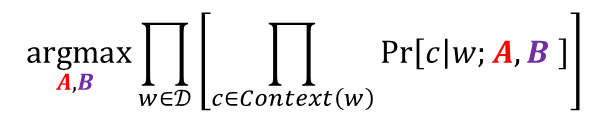 argmax ∏ [ ∏ Pr[c|w; A, B ] ]
A,B w∈𝒟 c∈Context(w)